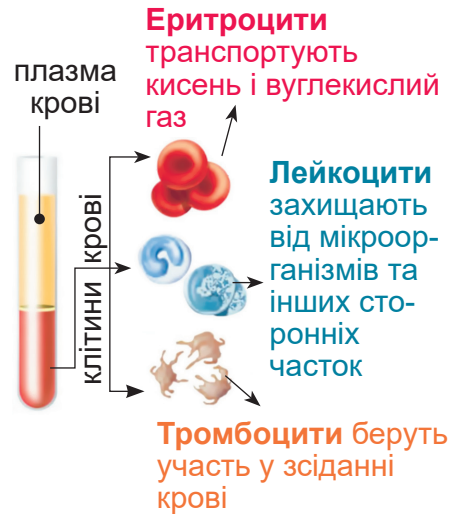 Еритроцити
транспортують
кисень і вуглекислий
газ
плазма
крові
клітини крові
Лейкоцити
захищають
від мікроор-
ганізмів та
інших сто-
ронніх
часток
Тромбоцити беруть
участь у зсіданні
крові